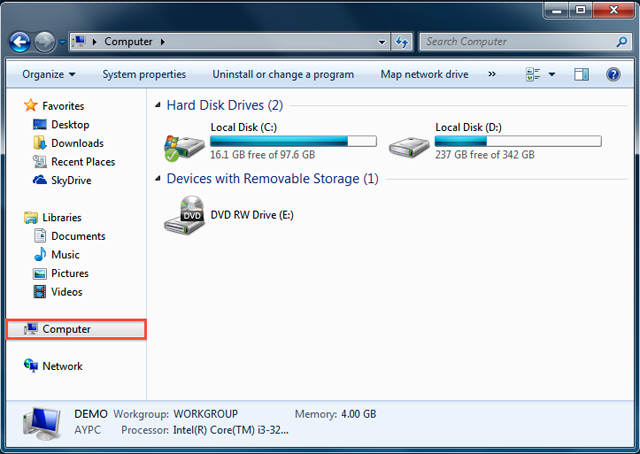 Computer
Search Computer
Organize System properties Uninstall or change a program Map network drive »
Favorites
Desktop
Downloads
Recent Places
SkyDrive
Libraries
Documents
Music
Pictures
Videos
Computer
Network
Hard Disk Drives (2)
Local Disk (C:)
16.1 GB free of 97.6 GB
Local Disk (D:)
237 GB free of 342 GB
Devices with Removable Storage (1)
DVD
DVD RW Drive (E:)
DEMO Workgroup: WORKGROUP Memory: 4.00 GB
AYPC Processor: Intel(R) Core(TM) i3-32...